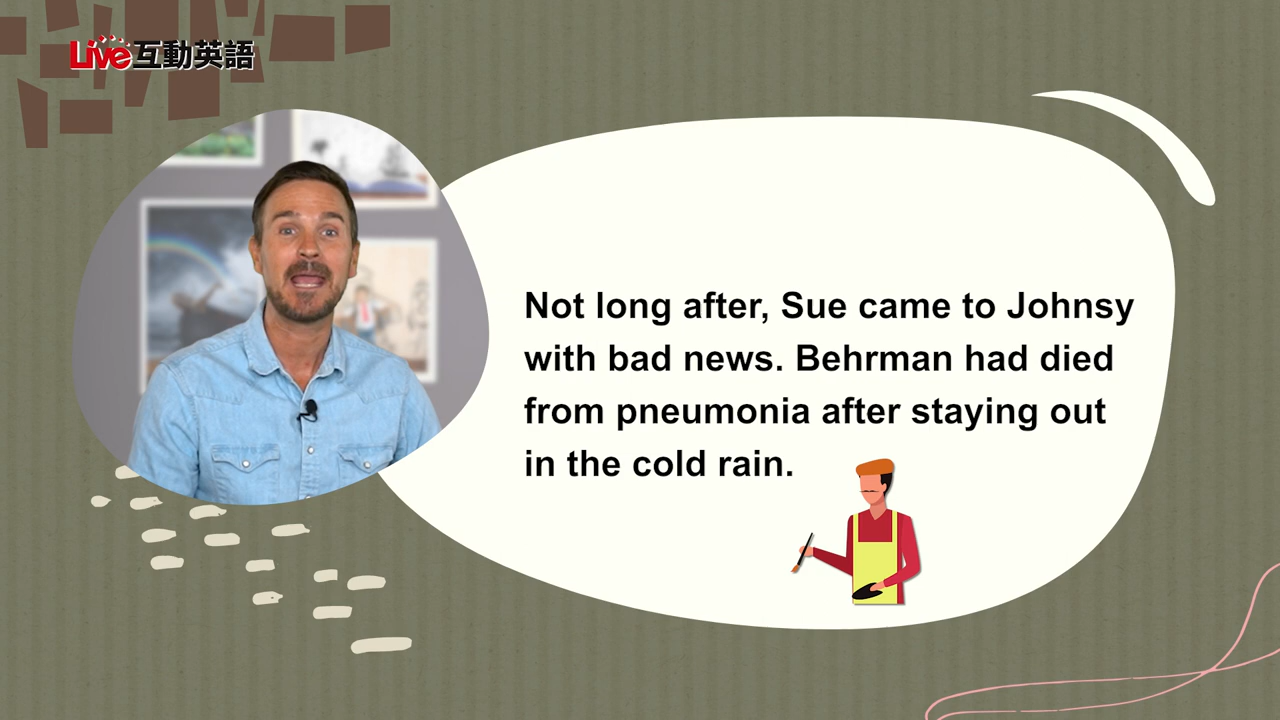 Live互動英語
Not long after, Sue came to Johnsy
with bad news. Behrman had died
from pneumonia after staying out
in the cold rain.